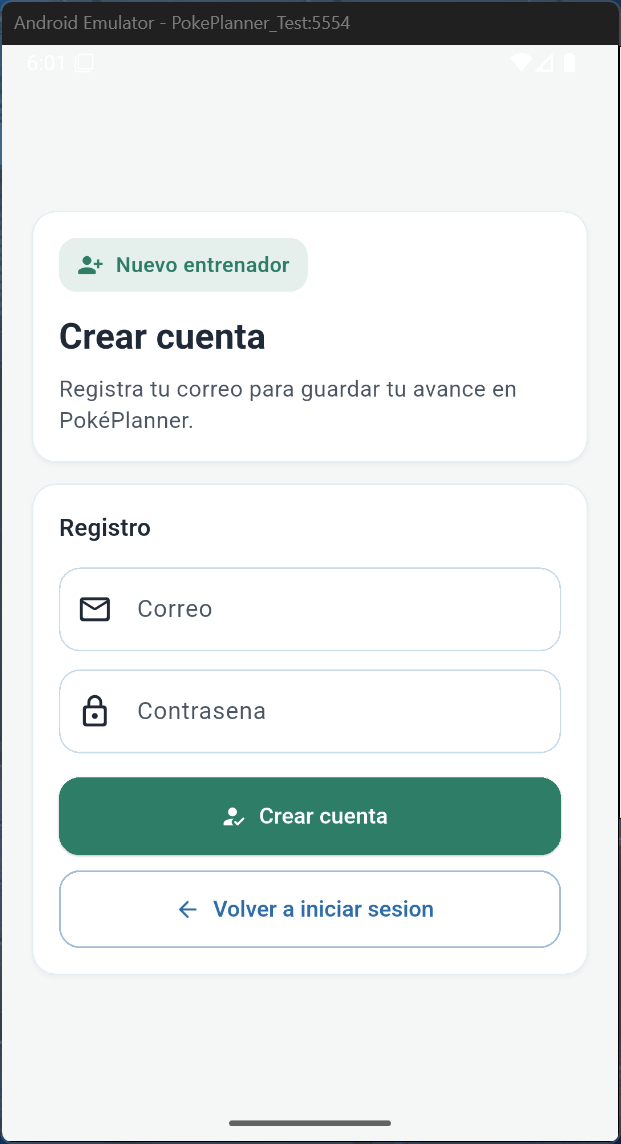 Android Emulator - PokePlanner_Test:5554
6:01
Nuevo entrenador
Crear cuenta
Registra tu correo para guardar tu avance en
PokéPlanner.
Registro
Correo
Contrasena
Crear cuenta
Volver a iniciar sesion